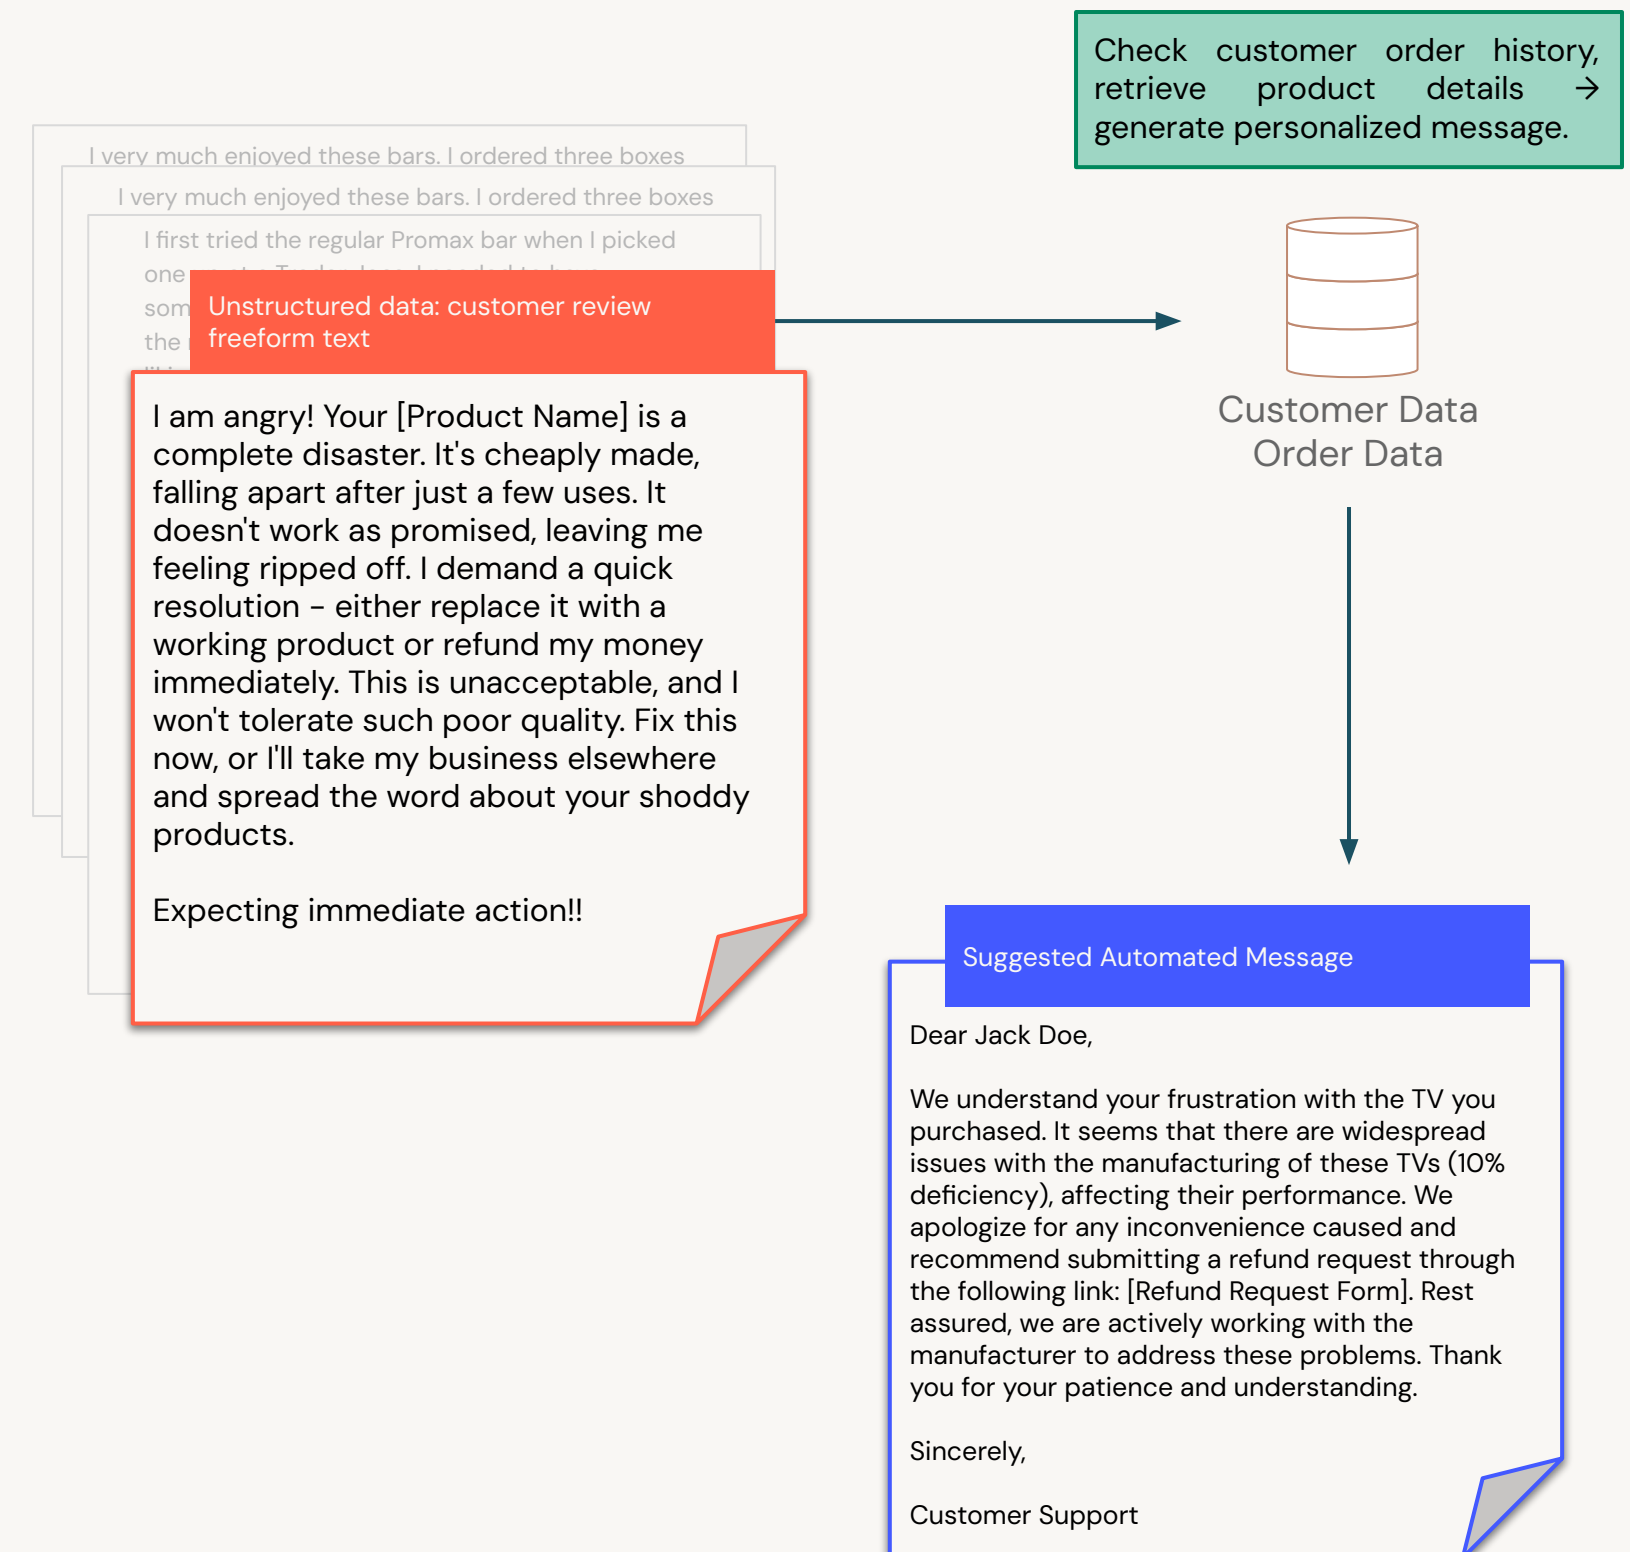 Check customer order history,
retrieve product details →
generate personalized message.
I very much enjoyed these bars. I ordered three boxes
I very much enjoyed these bars. I ordered three boxes
I first tried the regular Promax bar when I picked
one
som
the
Unstructured data: customer review
freeform text
I am angry! Your [Product Name] is a
complete disaster. It's cheaply made,
falling apart after just a few uses. It
doesn't work as promised, leaving me
feeling ripped off. I demand a quick
resolution - either replace it with a
working product or refund my money
immediately. This is unacceptable, and I
won't tolerate such poor quality. Fix this
now, or I'll take my business elsewhere
and spread the word about your shoddy
products.
Expecting immediate action!!
Customer Data
Order Data
Suggested Automated Message
Dear Jack Doe,
We understand your frustration with the TV you
purchased. It seems that there are widespread
issues with the manufacturing of these TVs (10%
deficiency), affecting their performance. We
apologize for any inconvenience caused and
recommend submitting a refund request through
the following link: [Refund Request Form]. Rest
assured, we are actively working with the
manufacturer to address these problems. Thank
you for your patience and understanding.
Sincerely,
Customer Support